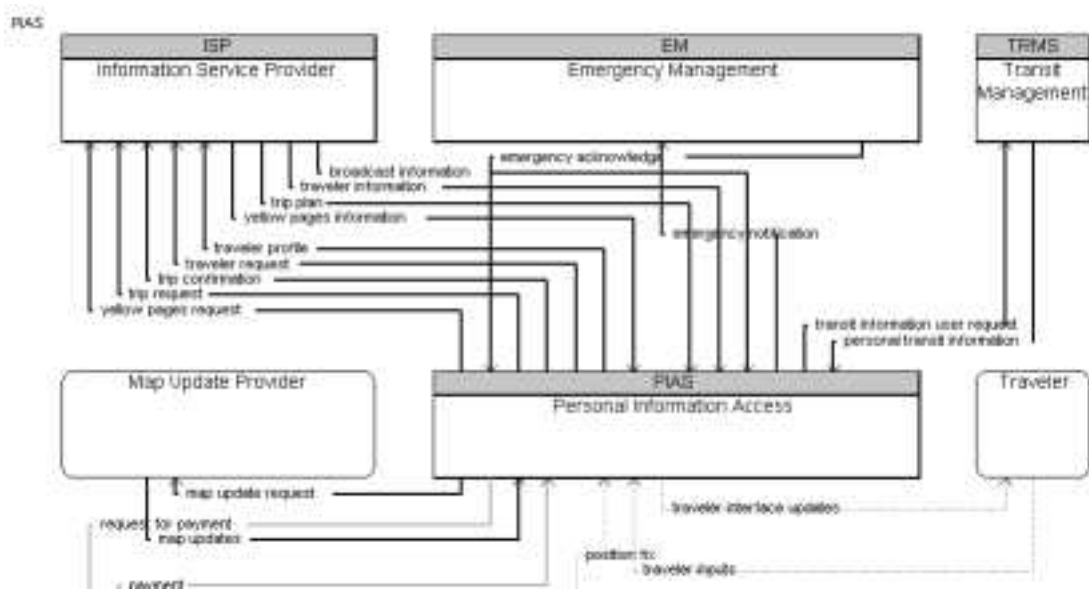 PIAS
ISP
Information Service Provider
EM
Emergency Management
TRMS
Transit
Management
emergency acknowledge
broadcast information
traveler information
trip plan
yellow pages information
emergency notification
traveler profile
traveler request
trip confirmation
trip request
yellow pages request
transit information user request
personal transit information
Map Update Provider
PIAS
Personal Information Access
Traveler
map update request
traveler interface updates
request for payment
map updates
position fix
traveler inputs
payment